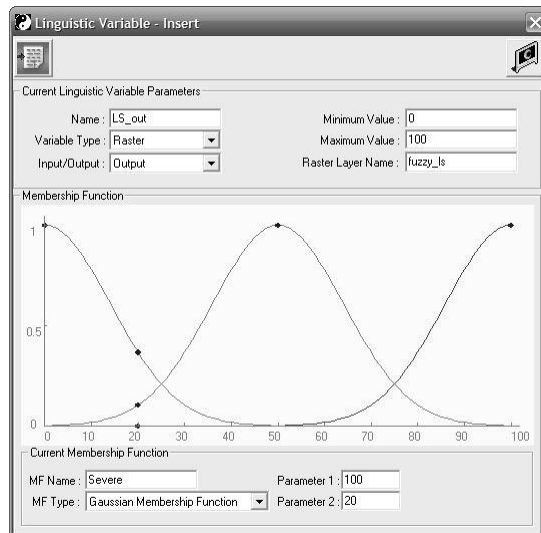 Linguistic Variable - Insert
Current Linguistic Variable Parameters
Name : LS_out
Minimum Value : 0
Variable Type : Raster
Maximum Value : 100
Input/Output : Output
Raster Layer Name : fuzzy_ls
Membership Function
1
0.5
0
0 10 20 30 40 50 60 70 80 90 100
Current Membership Function
MF Name : Severe
Parameter 1 : 100
MF Type : Gaussian Membership Function
Parameter 2 : 20